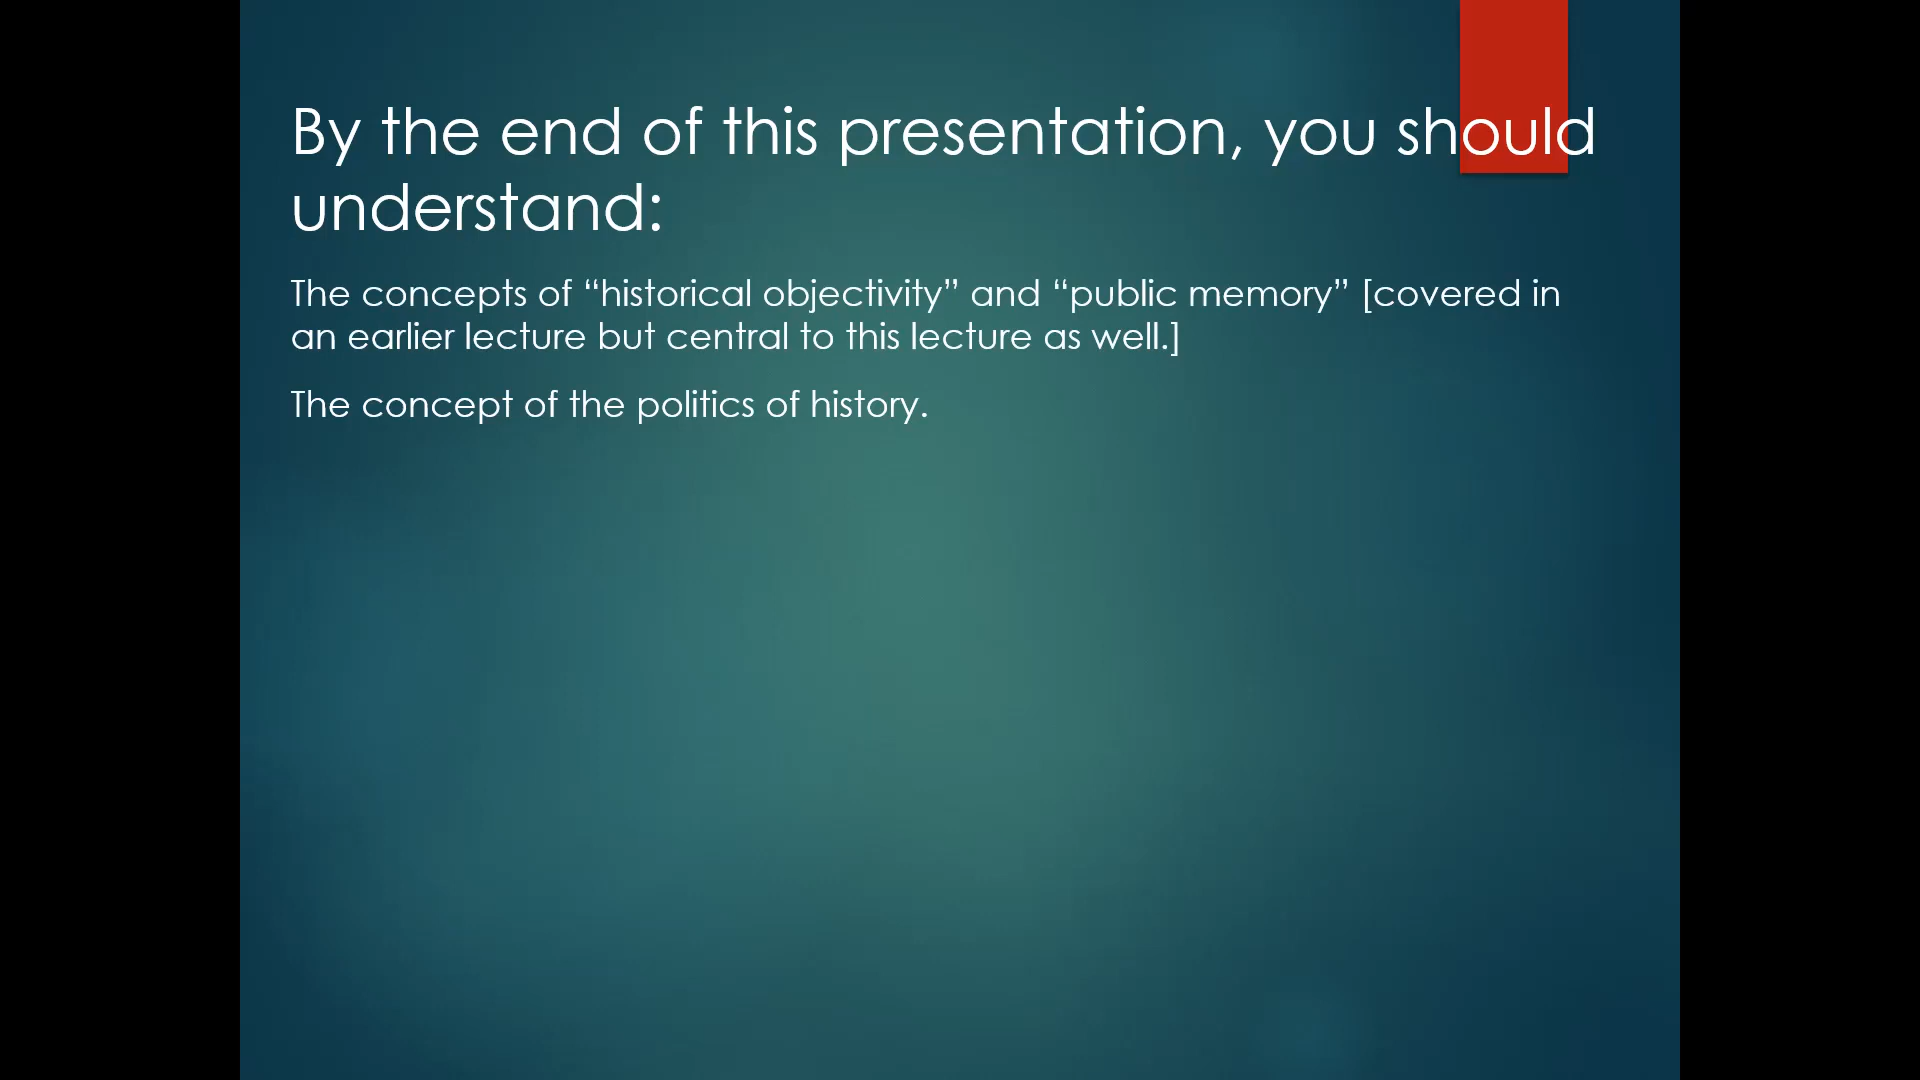 By the end of this presentation, you should
understand:
The concepts of “historical objectivity” and “public memory” [covered in
an earlier lecture but central to this lecture as well.]
The concept of the politics of history.